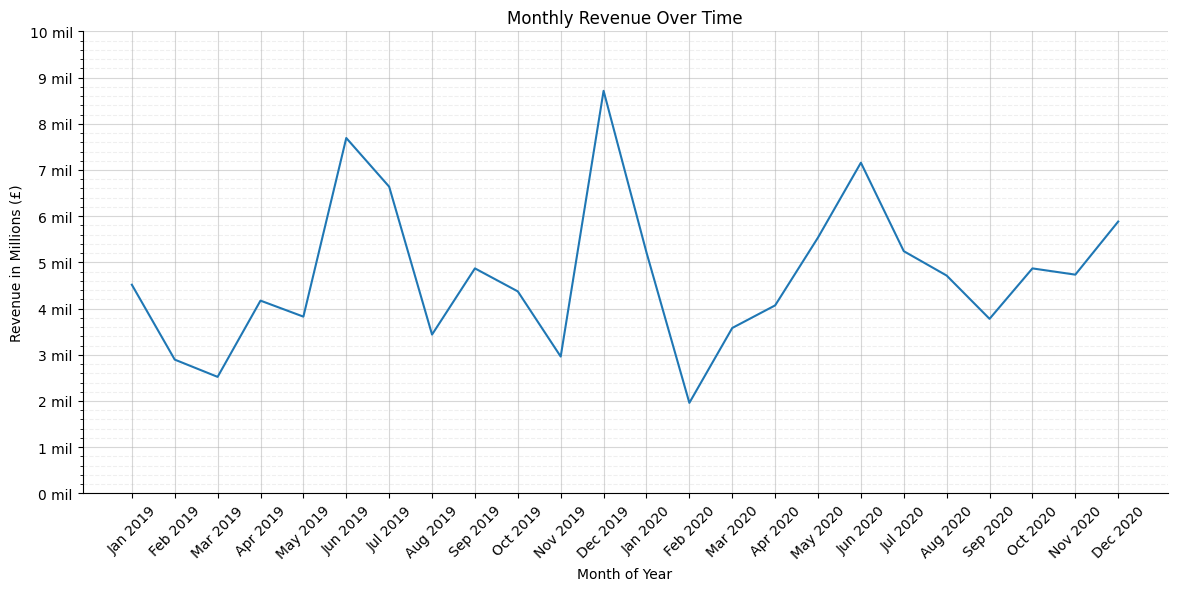 Monthly Revenue Over Time
Revenue in Millions (£)
10 mil
9 mil
8 mil
7 mil
6 mil
5 mil
4 mil
3 mil
2 mil
1 mil
0 mil
Jan 2019
Feb 2019
Mar 2019
Apr 2019
May 2019
Jun 2019
Jul 2019
Aug 2019
Sep 2019
Oct 2019
Nov 2019
Dec 2019
Jan 2020
Feb 2020
Mar 2020
Apr 2020
May 2020
Jun 2020
Jul 2020
Aug 2020
Sep 2020
Oct 2020
Nov 2020
Dec 2020
Month of Year